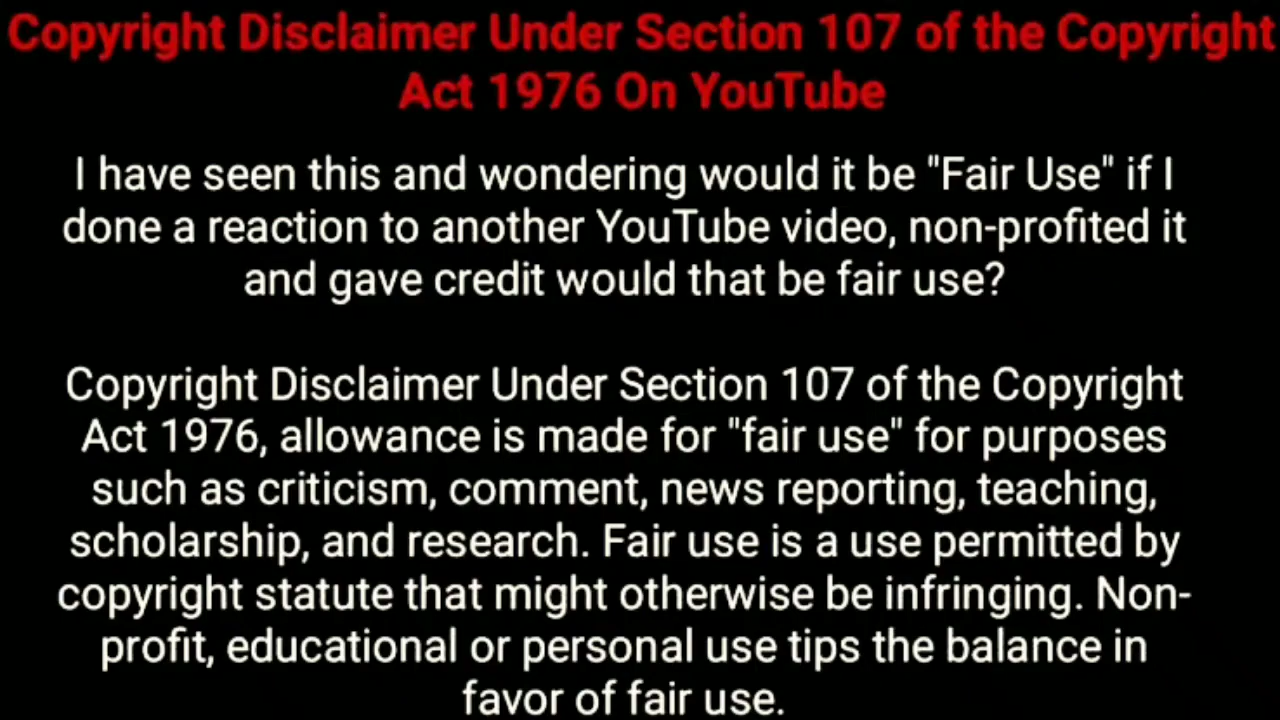 Copyright Disclaimer Under Section 107 of the Copyright
Act 1976 On YouTube
I have seen this and wondering would it be "Fair Use" if I
done a reaction to another YouTube video, non-profited it
and gave credit would that be fair use?
Copyright Disclaimer Under Section 107 of the Copyright
Act 1976, allowance is made for "fair use" for purposes
such as criticism, comment, news reporting, teaching,
scholarship, and research. Fair use is a use permitted by
copyright statute that might otherwise be infringing. Non-
profit, educational or personal use tips the balance in
favor of fair use.